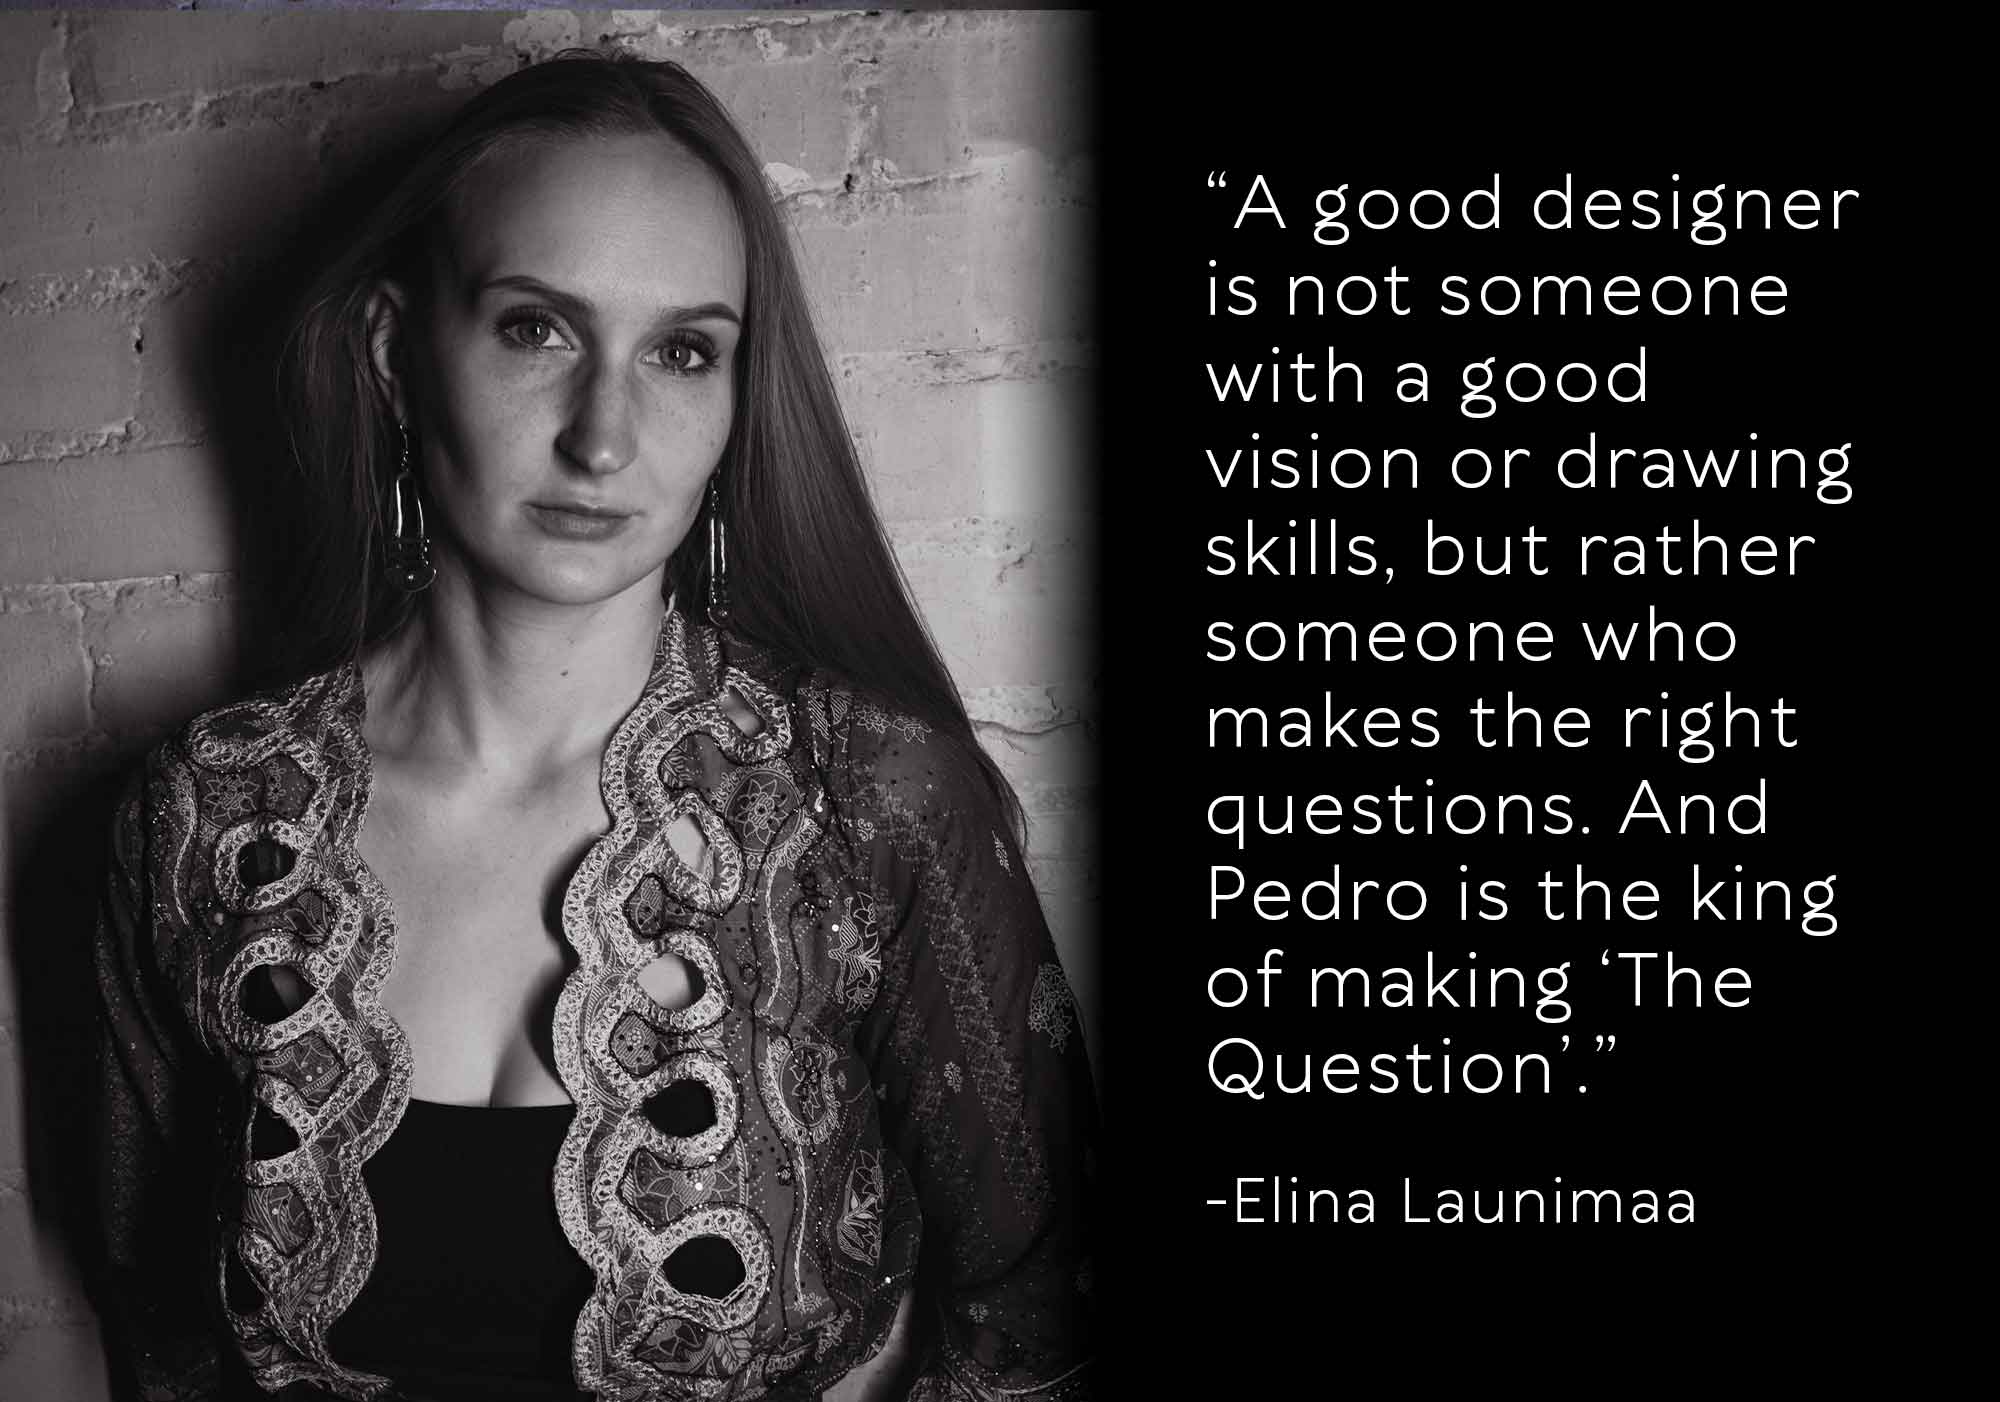 “A good designer
is not someone
with a good
vision or drawing
skills, but rather
someone who
makes the right
questions. And
Pedro is the king
of making ‘The
Question’.”
-Elina Launimaa